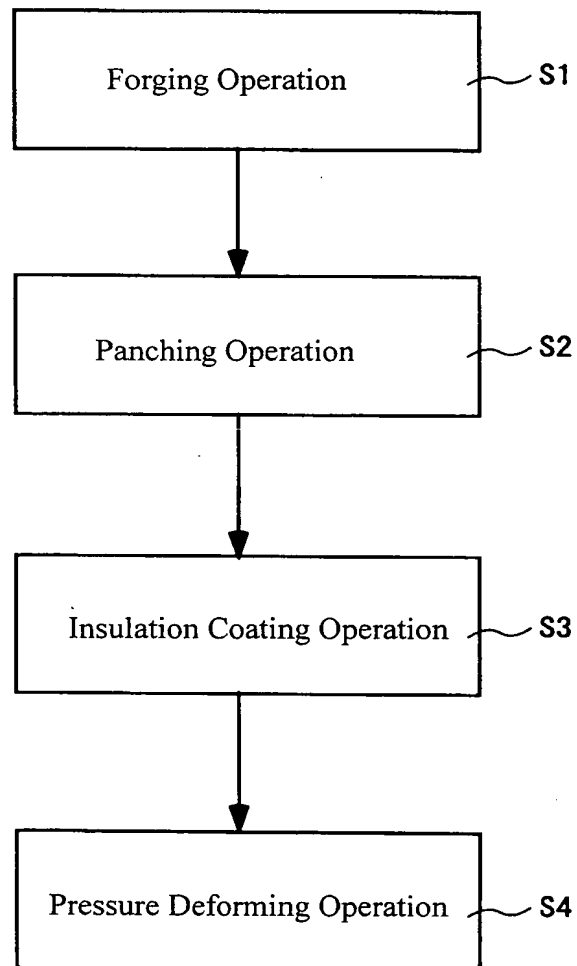 Forging Operation
S1
Panching Operation
S2
Insulation Coating Operation
S3
Pressure Deforming Operation
S4